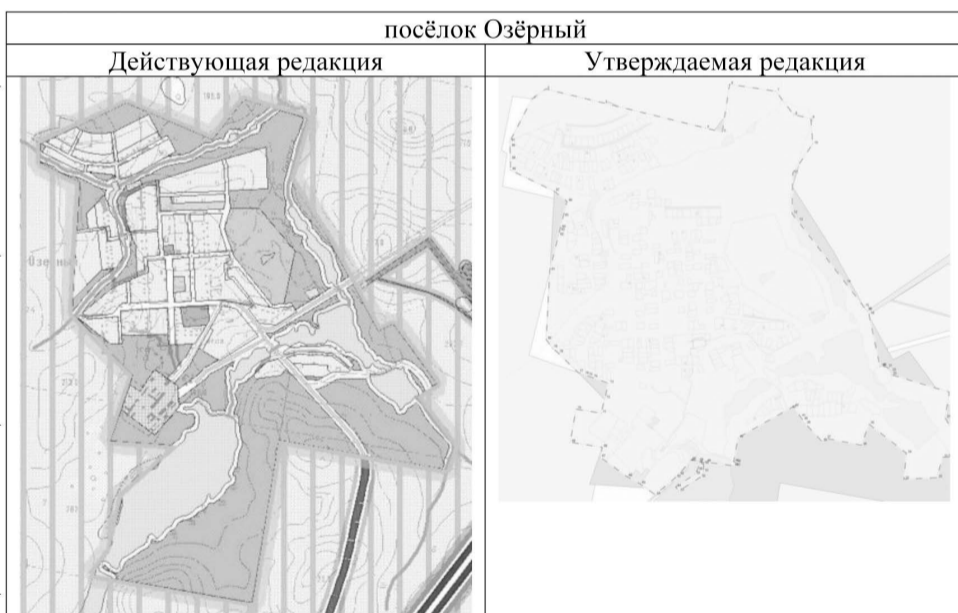 посёлок Озёрный
Действующая редакция
Утверждаемая редакция